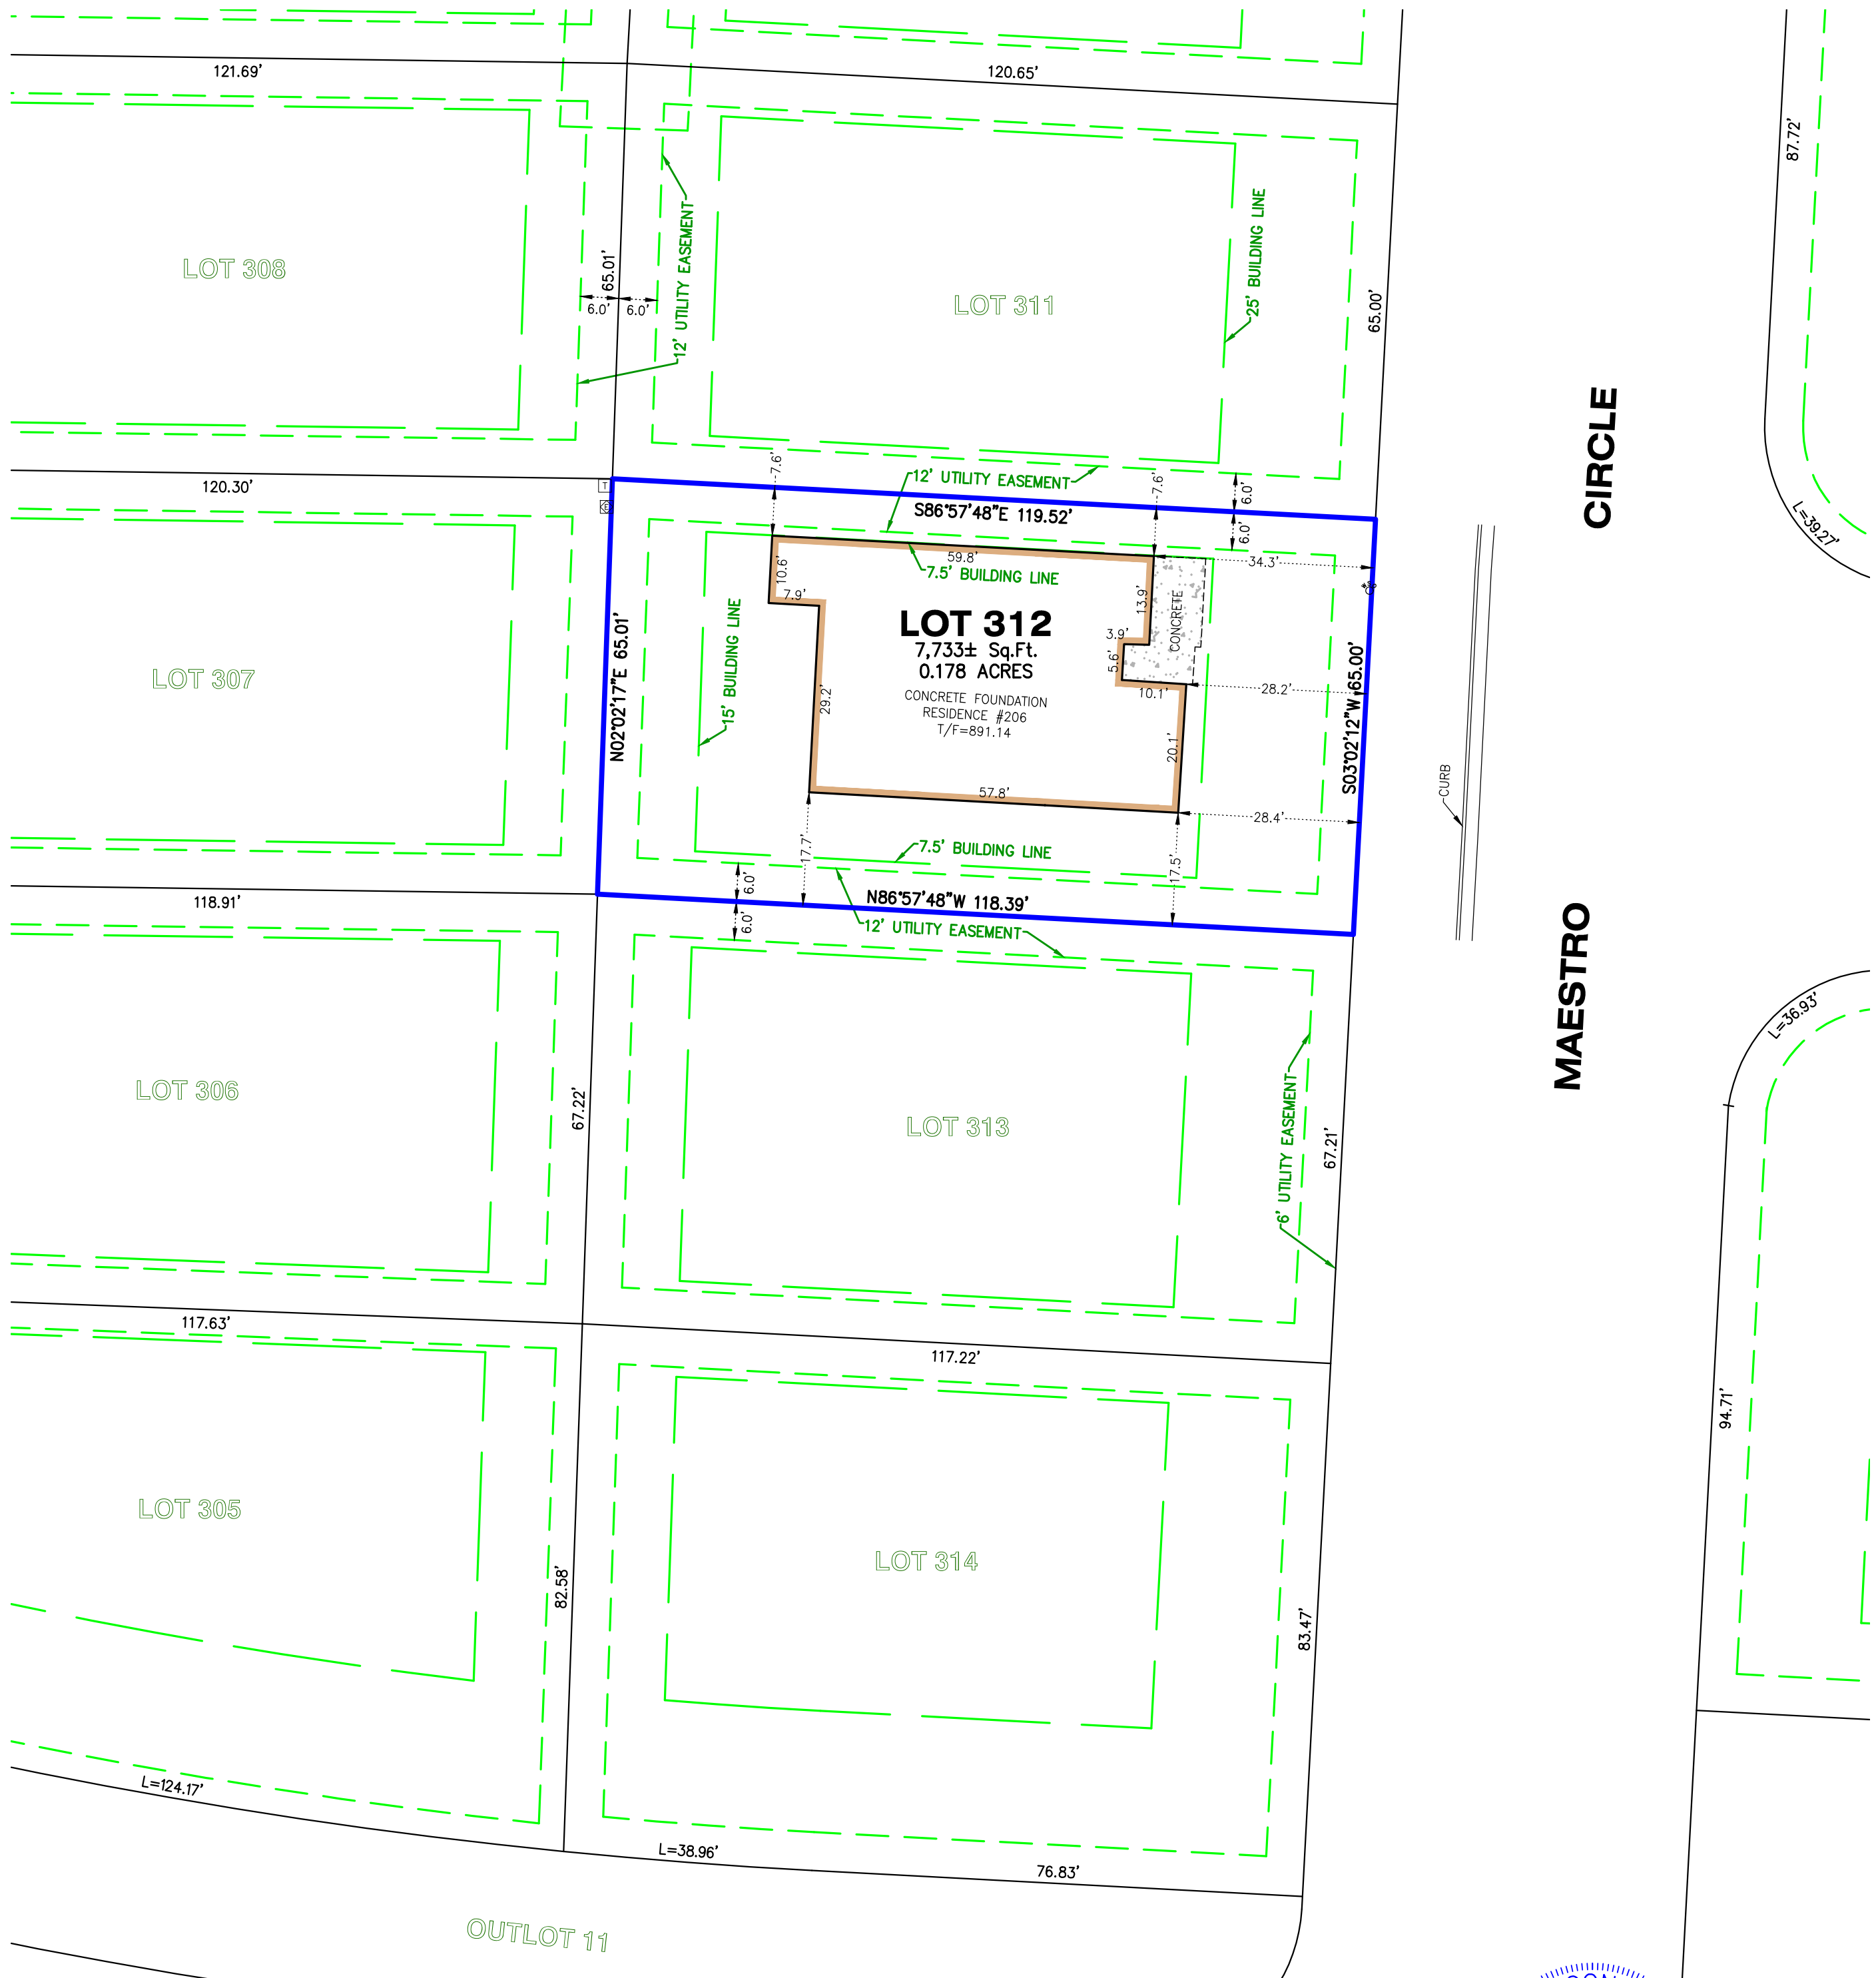 121.69'
120.65'
87.72'
LOT 308
65.01'
6.0'
6.0'
12' UTILITY EASEMENT
LOT 311
25' BUILDING LINE
65.00'
CIRCLE
L=39.27'
120.30'
T
E
7.6'
12' UTILITY EASEMENT
7.6'
6.0'
S86°57'48"E 119.52'
6.0'
59.8'
34.3'
7.5' BUILDING LINE
10.6'
7.9'
13.9'
CONCRETE
LOT 312
7,733± Sq.Ft.
0.178 ACRES
3.9'
5.6'
CONCRETE FOUNDATION
RESIDENCE #206
T/F=891.14
10.1'
28.2'
N02°02'17"E 65.01'
15' BUILDING LINE
29.2'
20.1'
S03°02'12"W 65.00'
LOT 307
CURB
57.8'
28.4'
17.7'
7.5' BUILDING LINE
17.5'
6.0'
N86°57'48"W 118.39'
6.0'
12' UTILITY EASEMENT
118.91'
MAESTRO
L=36.93'
LOT 306
67.22'
LOT 313
6' UTILITY EASEMENT
67.21'
117.63'
117.22'
94.71'
LOT 305
82.58'
LOT 314
83.47'
L=124.17'
L=38.96'
76.83'
OUTLOT 11